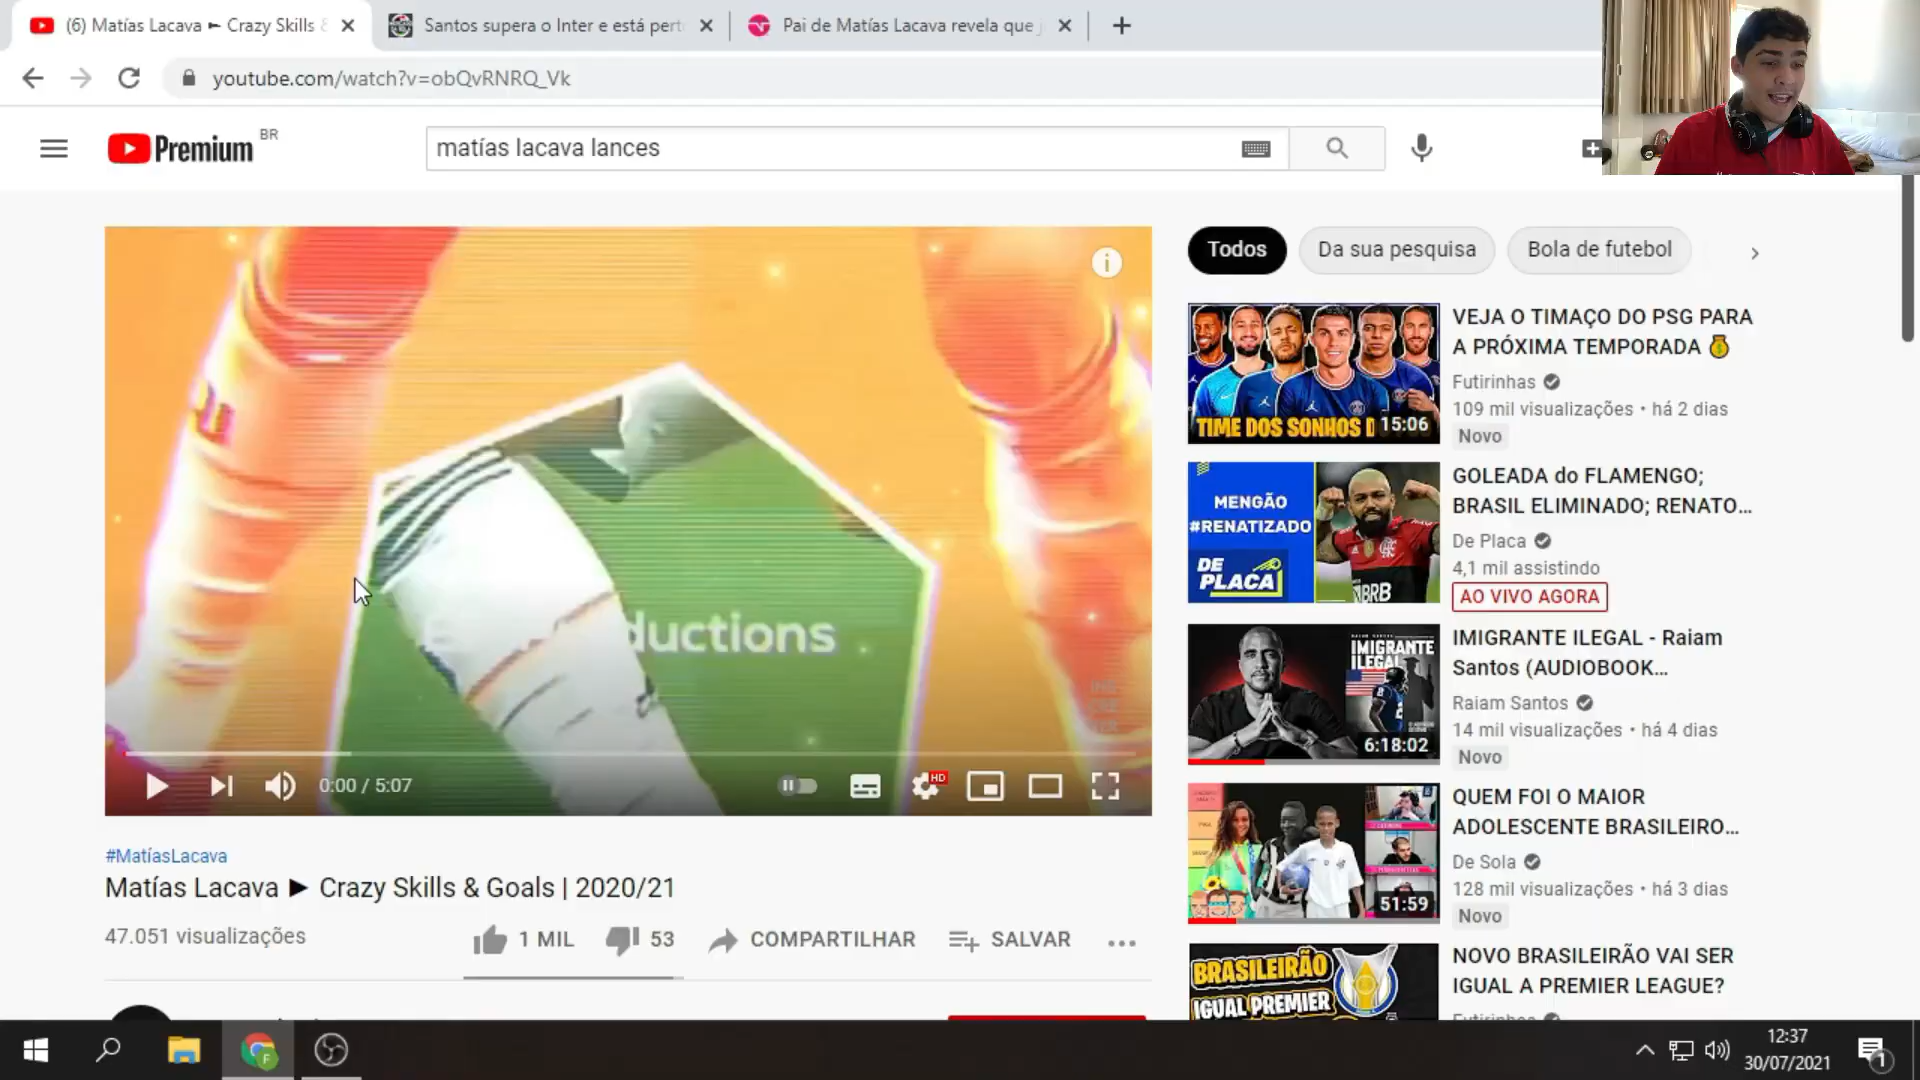 (6) Matías Lacava ► Crazy Skills &
Santos supera o Inter e está pert
Pai de Matías Lacava revela que j
youtube.com/watch?v=obQvRNRQ_Vk
Premium BR
matías lacava lances
Todos
Da sua pesquisa
Bola de futebol
ductions
0:00 / 5:07
HD
#MatíasLacava
Matías Lacava ► Crazy Skills & Goals | 2020/21
47.051 visualizações
1 MIL
53
COMPARTILHAR
SALVAR
TIME DOS SONHOS D
15:06
VEJA O TIMAÇO DO PSG PARA
A PRÓXIMA TEMPORADA 💰
Futirinhas
109 mil visualizações • há 2 dias
Novo
MENGÃO
#RENATIZADO
DE
PLACA
BRB
GOLEADA do FLAMENGO;
BRASIL ELIMINADO; RENATO...
De Placa
4,1 mil assistindo
AO VIVO AGORA
IMIGRANTE
ILEGAL
6:18:02
IMIGRANTE ILEGAL - Raiam
Santos (AUDIOBOOK...
Raiam Santos
14 mil visualizações • há 4 dias
Novo
51:59
QUEM FOI O MAIOR
ADOLESCENTE BRASILEIRO...
De Sola
128 mil visualizações • há 3 dias
Novo
BRASILEIRÃO
IGUAL PREMIER
NOVO BRASILEIRÃO VAI SER
IGUAL A PREMIER LEAGUE?
Futirinhas
F
12:37
30/07/2021
1